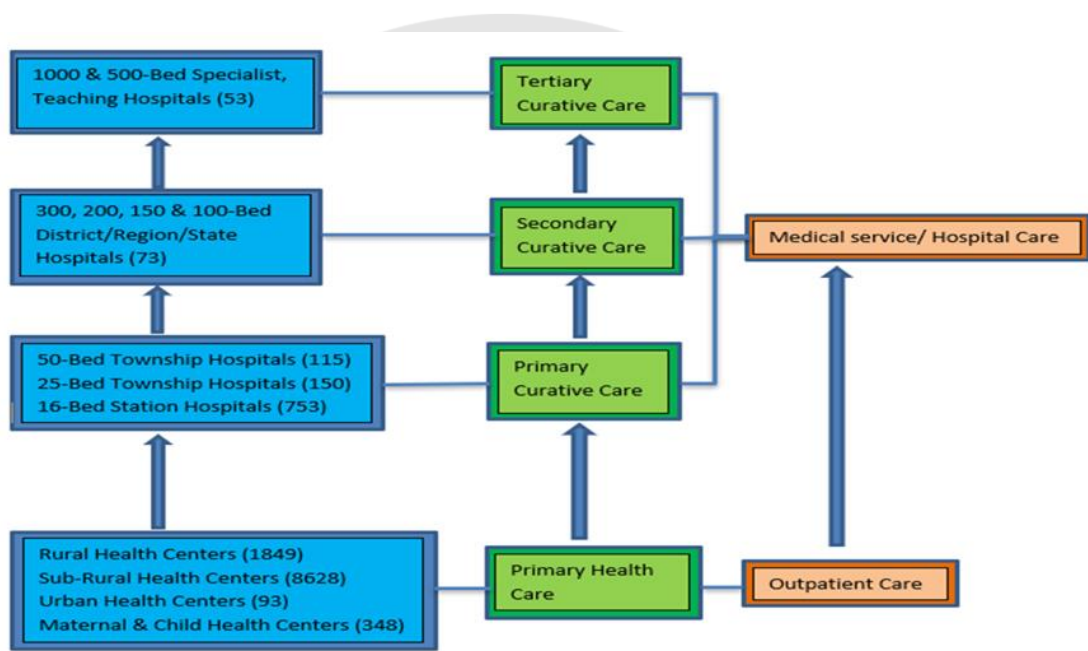 1000 & 500-Bed Specialist,
Teaching Hospitals (53)
Tertiary
Curative Care
300, 200, 150 & 100-Bed
District/Region/State
Hospitals (73)
Secondary
Curative Care
Medical service/ Hospital Care
50-Bed Township Hospitals (115)
25-Bed Township Hospitals (150)
16-Bed Station Hospitals (753)
Primary
Curative Care
Rural Health Centers (1849)
Sub-Rural Health Centers (8628)
Urban Health Centers (93)
Maternal & Child Health Centers (348)
Primary Health
Care
Outpatient Care